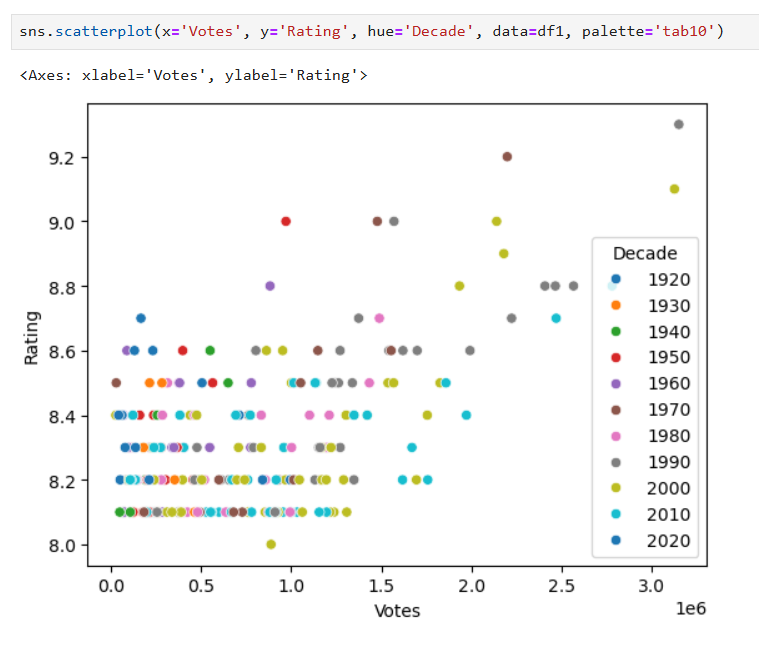 sns.scatterplot(x='Votes', y='Rating', hue='Decade', data=df1, palette='tab10')
<Axes: xlabel='Votes', ylabel='Rating'>
9.2
9.0
8.8
8.6
8.4
8.2
8.0
Rating
Decade
1920
1930
1940
1950
1960
1970
1980
1990
2000
2010
2020
0.0 0.5 1.0 1.5 2.0 2.5 3.0
1e6
Votes